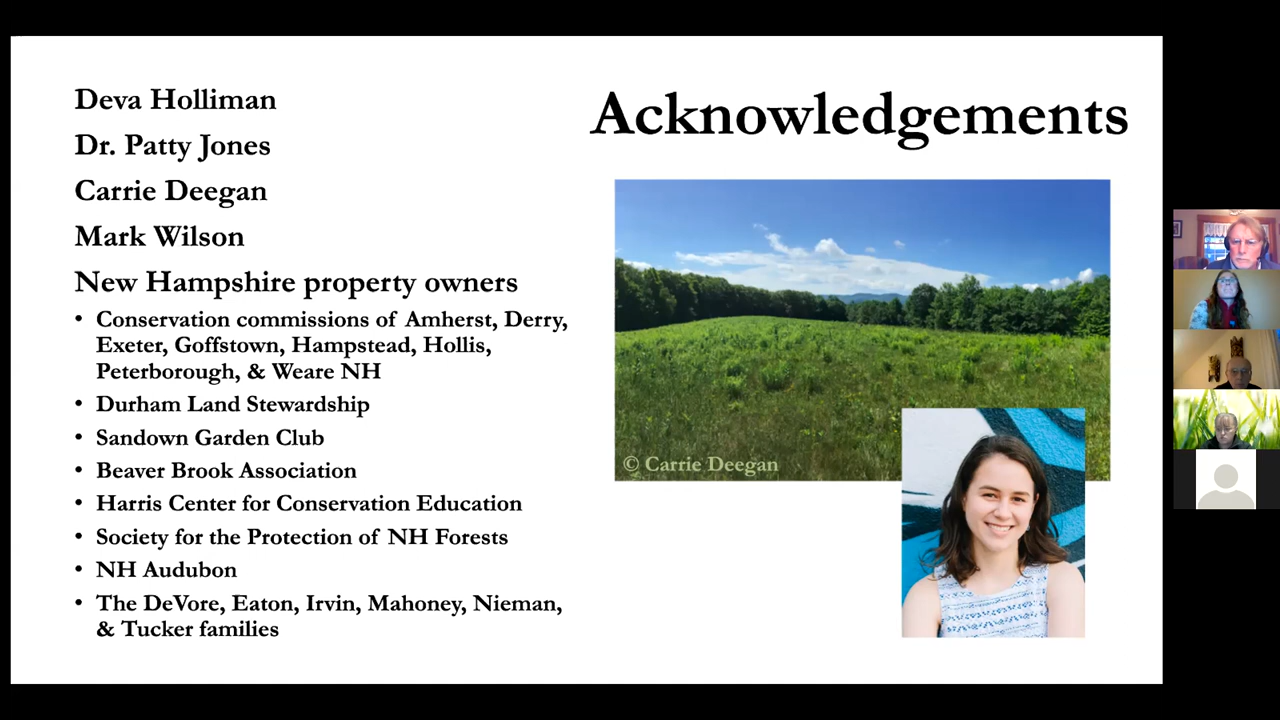 Acknowledgements
Deva Holliman
Dr. Patty Jones
Carrie Deegan
Mark Wilson
New Hampshire property owners
• Conservation commissions of Amherst, Derry,
Exeter, Goffstown, Hampstead, Hollis,
Peterborough, & Weare NH
• Durham Land Stewardship
• Sandown Garden Club
• Beaver Brook Association
• Harris Center for Conservation Education
• Society for the Protection of NH Forests
• NH Audubon
• The DeVore, Eaton, Irvin, Mahoney, Nieman,
& Tucker families
© Carrie Deegan